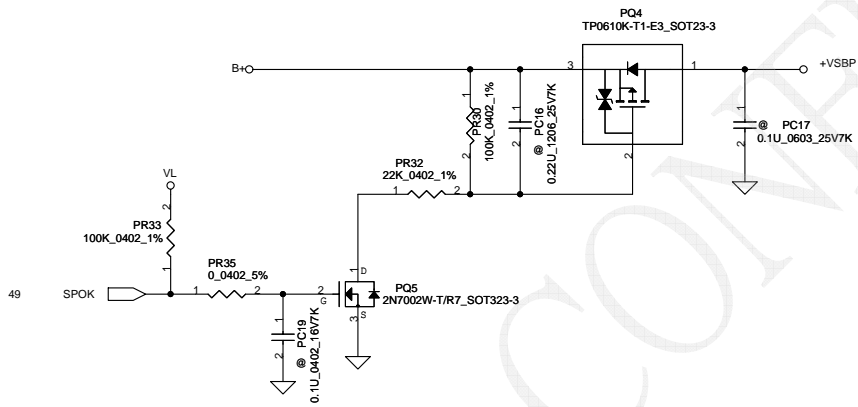 PQ4
TP0610K-T1-E3_SOT23-3
B+
3
1
+VSBP
2
1
2
PR30
100K_0402_1%
1
2
@ PC16
0.22U_1206_25V7K
1
2
@ PC17
0.1U_0603_25V7K
PR32
22K_0402_1%
1
2
VL
2
PR33
100K_0402_1%
1
PR35
0_0402_5%
49
SPOK
1
2
2
G
1
D
S
3
PQ5
2N7002W-T/R7_SOT323-3
1
2
@ PC19
0.1U_0402_16V7K
CONF